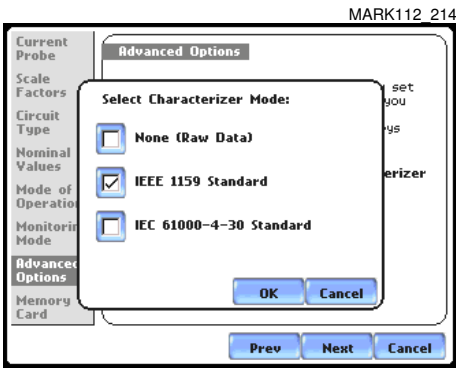 MARK112_214
Current
Probe
Scale
Factors
Circuit
Type
Nominal
Values
Mode of
Operation
Monitoring
Mode
Advanced
Options
Memory
Card
Advanced Options
set
you
ys
erizer
Select Characterizer Mode:
None (Raw Data)
IEEE 1159 Standard
IEC 61000-4-30 Standard
OK Cancel
Prev Next Cancel